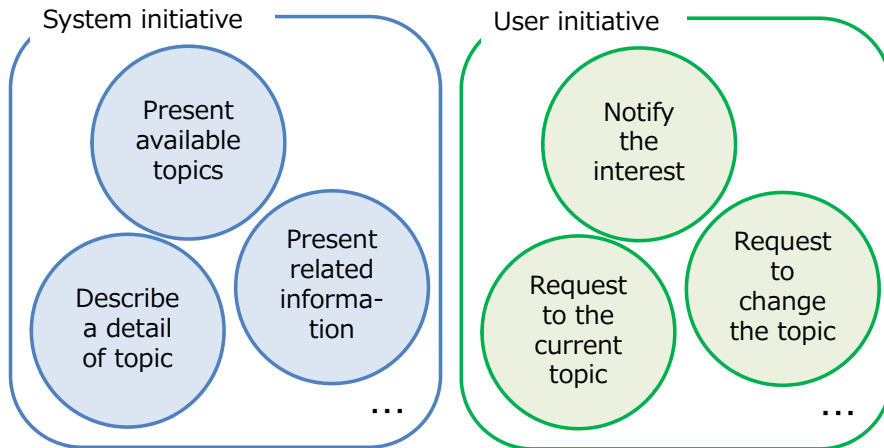 System initiative
Present
available
topics
Present
related
informa-
tion
Describe
a detail
of topic
...
User initiative
Notify
the
interest
Request
to
change
the topic
Request
to the
current
topic
...